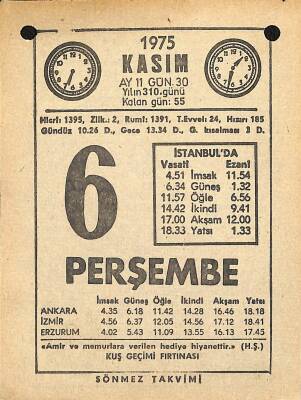 1975
KASIM
AY 11 GÜN 30
Yılın 310.günü
Kalan gün: 55
Hicri: 1395, Zilk.: 2, Rumî: 1391, T.Evvel: 24, Hızır: 185
Gündüz 10.26 D., Gece 13.34 D., G. kısalması 2 D.
6
İSTANBUL'DA
Vasatî Ezanî
4.51 İmsak 11.54
6.34 Güneş 1.32
11.57 Öğle 6.56
14.42 İkindi 9.41
17.00 Akşam 12.00
18.33 Yatsı 1.33
PERŞEMBE
İmsak Güneş Öğle İkindi Akşam Yatsı
ANKARA 4.35 6.18 11.42 14.28 16.46 18.18
İZMİR 4.56 6.37 12.05 14.56 17.12 18.41
ERZURUM 4.02 5.43 11.09 13.55 16.13 17.45
«Amir ve memurlara verilen hediye hiyanettir.» (H.Ş.)
KUŞ GEÇİMİ FIRTINASI
SÖNMEZ TAKVİMİ